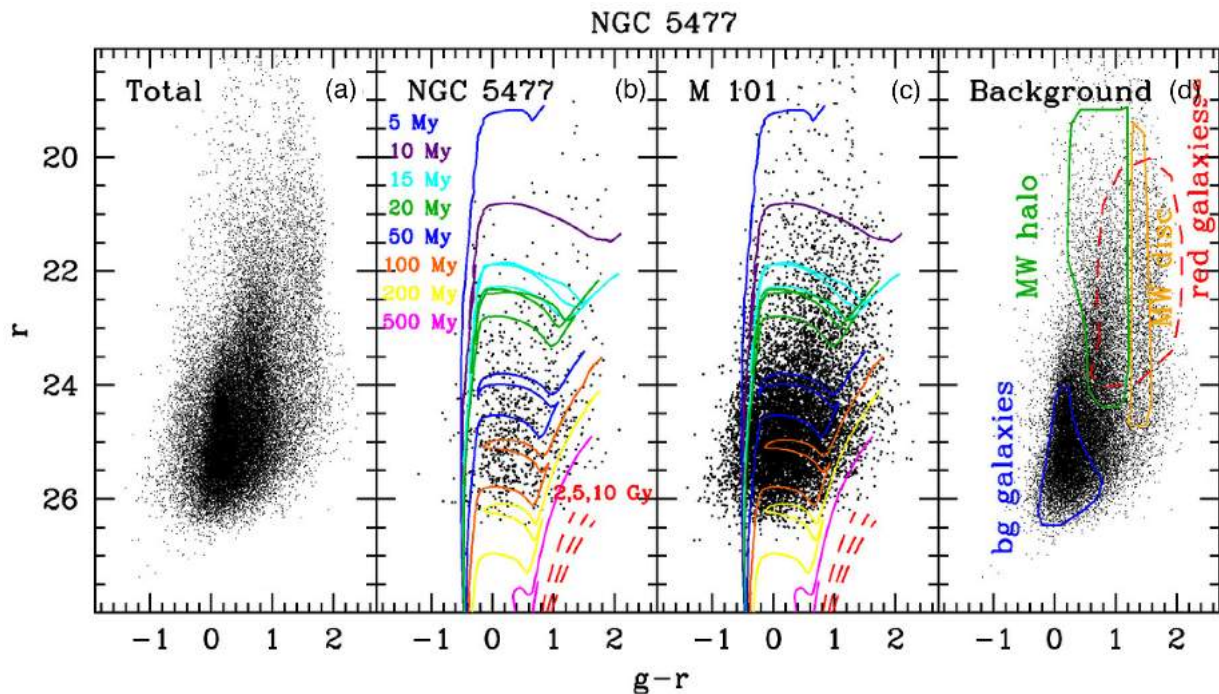 NGC 5477
Total (a)
NGC 5477 (b)
M 101 (c)
Background (d)
5 My
10 My
15 My
20 My
50 My
100 My
200 My
500 My
2,5,10 Gy
MW halo
MW disc
red galaxiess
bg galaxies
r
20
22
24
26
−1 0 1 2
−1 0 1 2
−1 0 1 2
−1 0 1 2
g−r